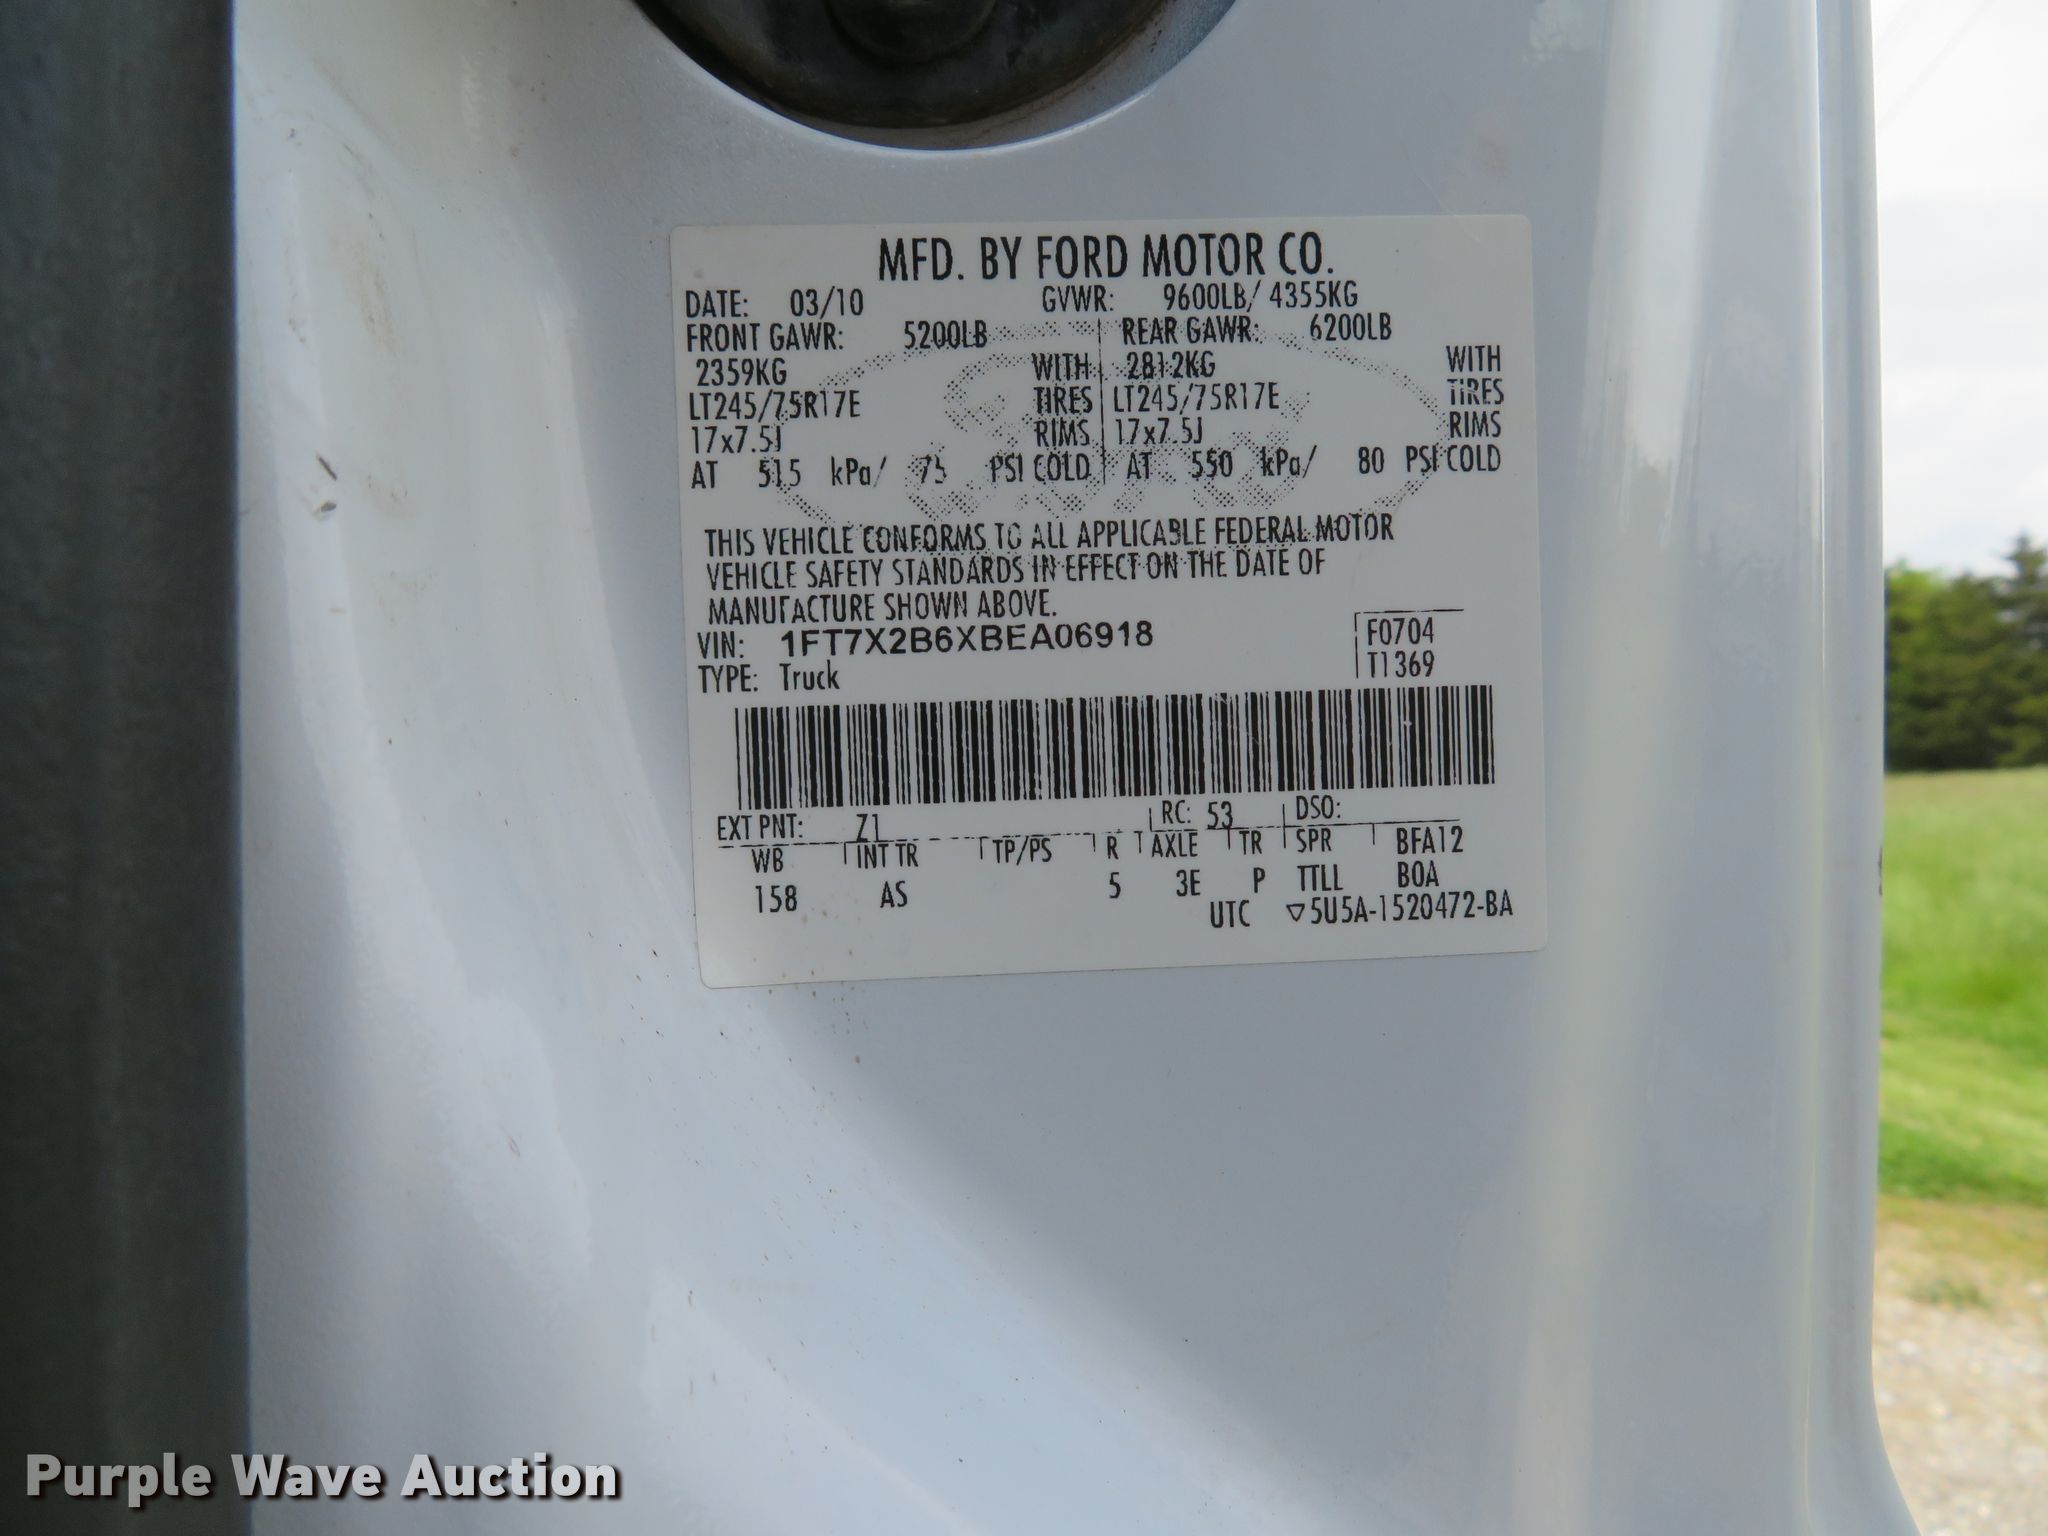 MFD. BY FORD MOTOR CO.
DATE: 03/10 GVWR: 9600LB/ 4355KG
FRONT GAWR: 5200LB REAR GAWR: 6200LB
2359KG WITH 2812KG WITH
LT245/75R17E TIRES LT245/75R17E TIRES
17x7.5J RIMS 17x7.5J RIMS
AT 515 kPa/ 75 PSI COLD AT 550 kPa/ 80 PSI COLD
THIS VEHICLE CONFORMS TO ALL APPLICABLE FEDERAL MOTOR
VEHICLE SAFETY STANDARDS IN EFFECT ON THE DATE OF
MANUFACTURE SHOWN ABOVE.
VIN: 1FT7X2B6XBEA06918 F0704
TYPE: Truck T1369
EXT PNT: Z1 RC: 53 DSO:
WB INT TR TP/PS R AXLE TR SPR BFA12
158 AS 5 3E P TTLL BOA
UTC ▽5U5A-1520472-BA
Purple Wave Auction